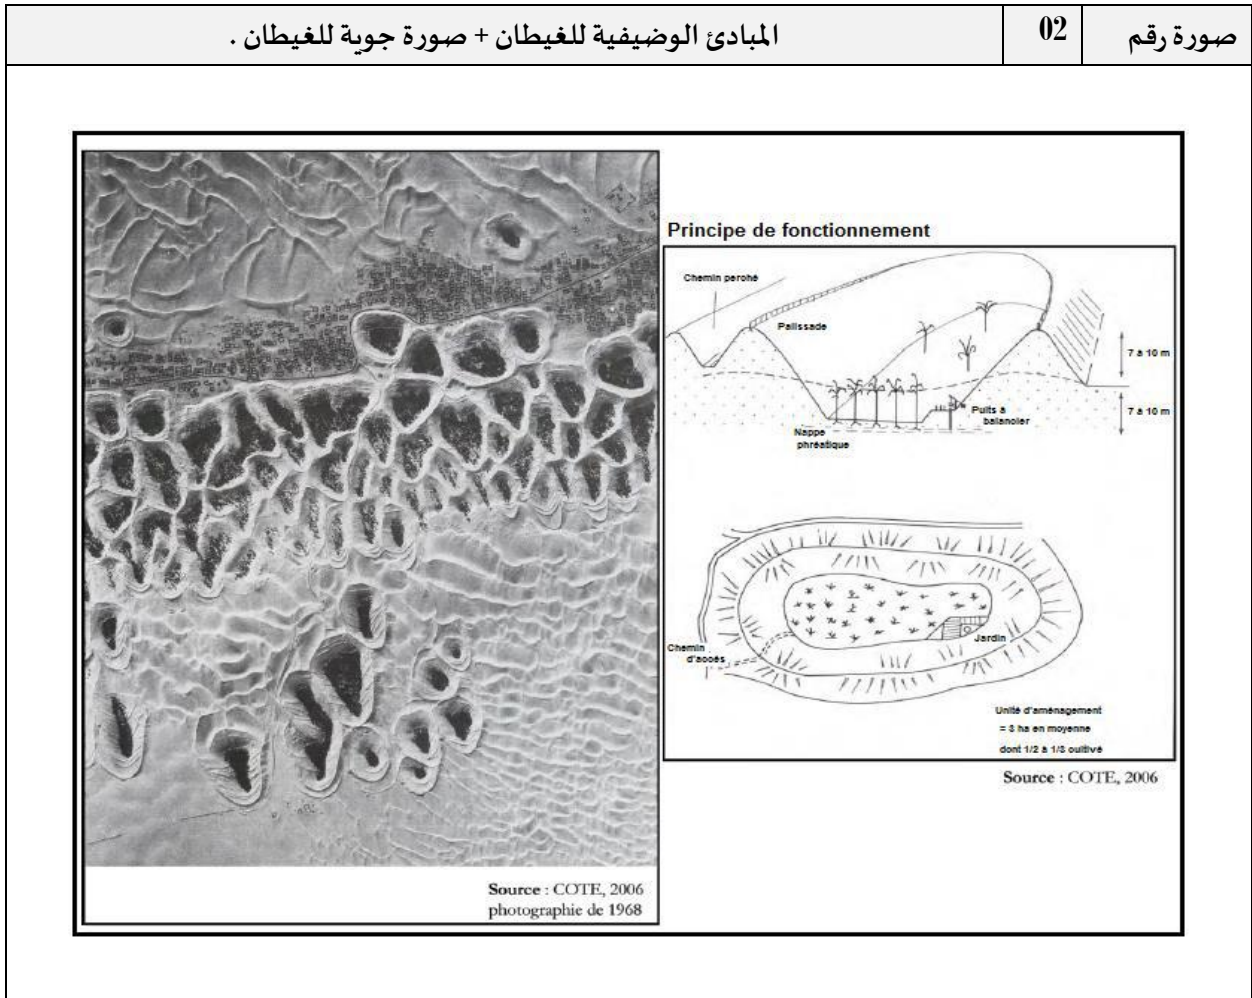 صورة رقم 02 المبادئ الوضيفية للغيطان + صورة جوية للغيطان .
Principe de fonctionnement
Chemin perché
Palissade
7 à 10 m
7 à 10 m
Puits à
balancier
Nappe
phréatique
Chemin
d'accès
Jardin
Unité d'aménagement
= 3 ha en moyenne
dont 1/2 à 1/3 cultivé
Source : COTE, 2006
Source : COTE, 2006
photographie de 1968